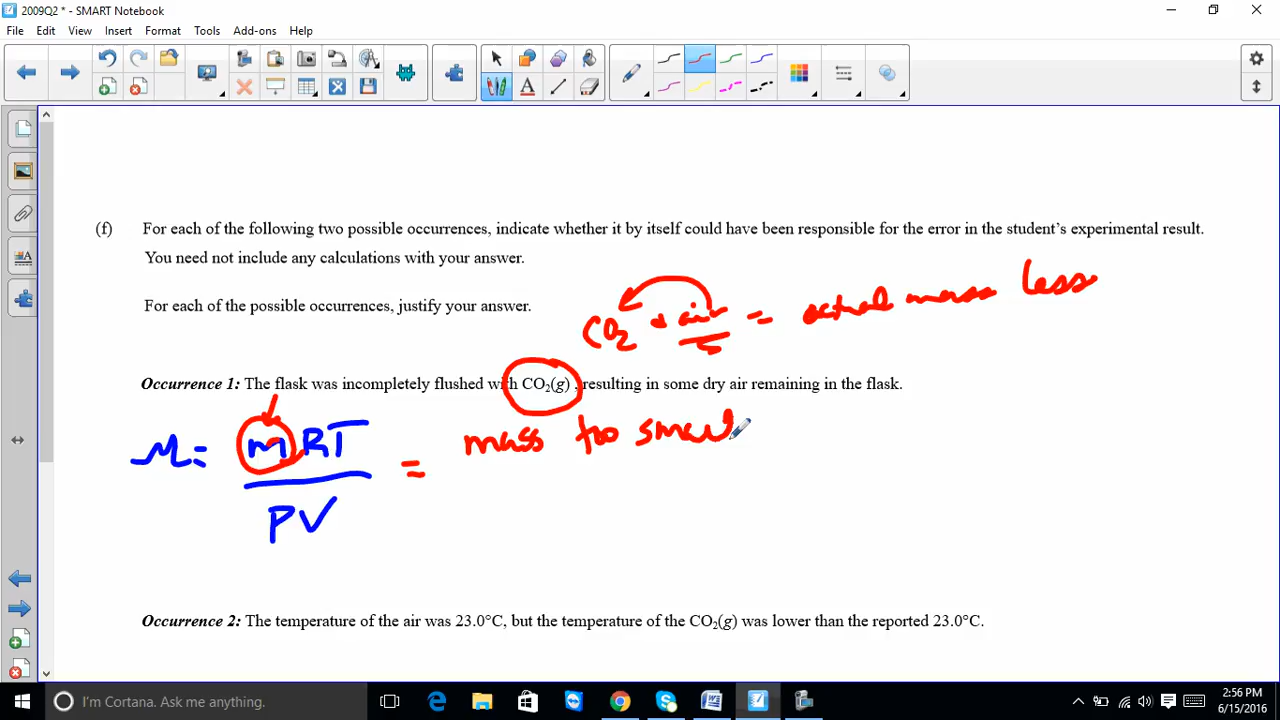 2009Q2 * - SMART Notebook
File Edit View Insert Format Tools Add-ons Help
(f) For each of the following two possible occurrences, indicate whether it by itself could have been responsible for the error in the student's experimental result.
You need not include any calculations with your answer.
For each of the possible occurrences, justify your answer.
CO2 + air = actual mass less
Occurrence 1: The flask was incompletely flushed with CO2(g) , resulting in some dry air remaining in the flask.
M = mRT
PV
= mass too small
Occurrence 2: The temperature of the air was 23.0°C, but the temperature of the CO2(g) was lower than the reported 23.0°C.
I'm Cortana. Ask me anything.
2:56 PM
6/15/2016